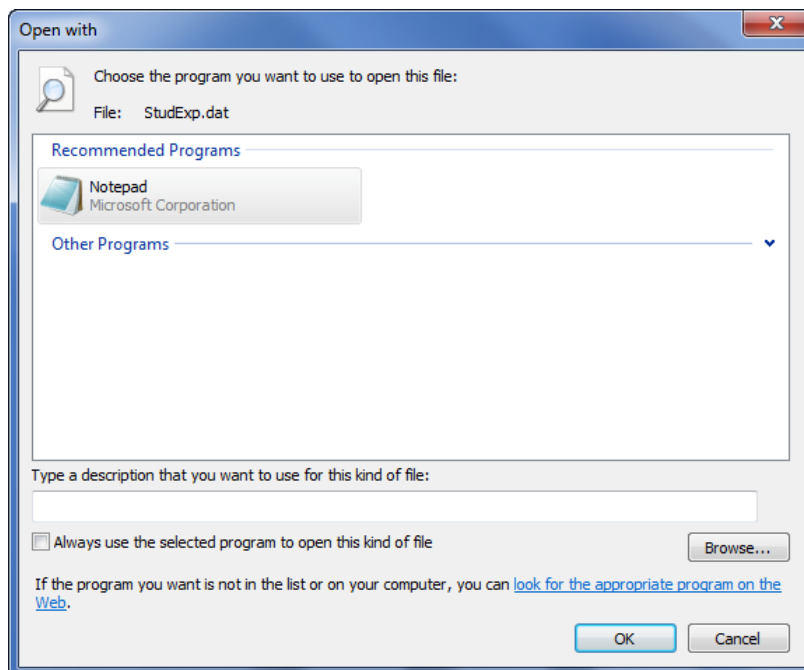 Open with
Choose the program you want to use to open this file:
File: StudExp.dat
Recommended Programs
Notepad
Microsoft Corporation
Other Programs
Type a description that you want to use for this kind of file:
Always use the selected program to open this kind of file
Browse...
If the program you want is not in the list or on your computer, you can look for the appropriate program on the
Web.
OK Cancel